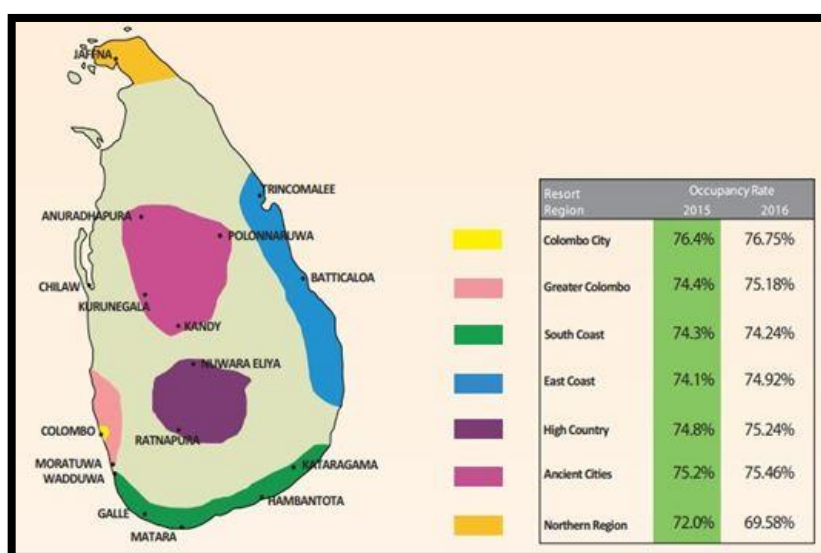 JAFFNA
TRINCOMALEE
ANURADHAPURA
POLONNARUWA
BATTICALOA
CHILAW
KURUNEGALA
KANDY
NUWARA ELIYA
COLOMBO
RATNAPURA
MORATUWA
WADDUWA
KATARAGAMA
HAMBANTOTA
GALLE
MATARA
Resort Occupancy Rate
Region 2015 2016
Colombo City 76.4% 76.75%
Greater Colombo 74.4% 75.18%
South Coast 74.3% 74.24%
East Coast 74.1% 74.92%
High Country 74.8% 75.24%
Ancient Cities 75.2% 75.46%
Northern Region 72.0% 69.58%